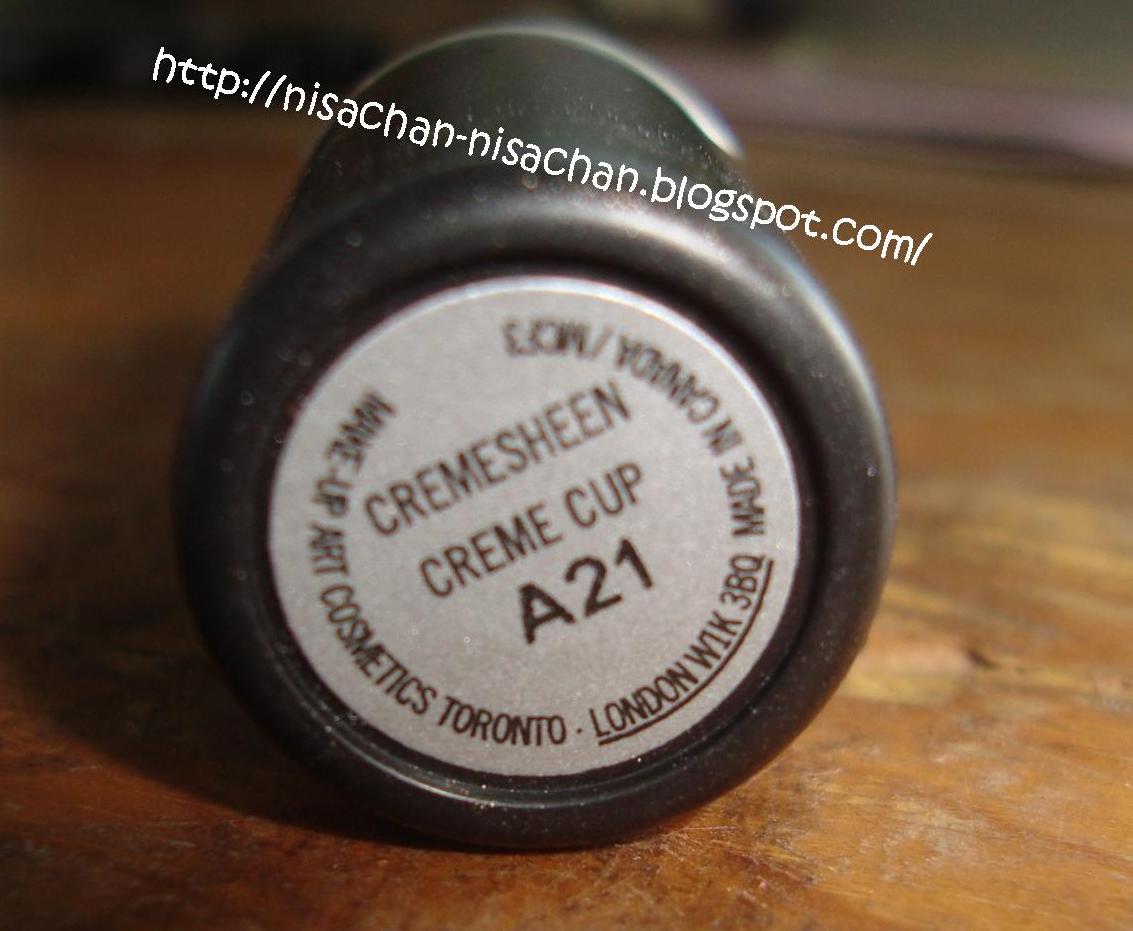 http://nisachan-nisachan.blogspot.com/
CREMESHEEN
CREME CUP
A21
MAKE-UP ART COSMETICS TORONTO · LONDON W1K 3BQ MADE IN CANADA / MCF3